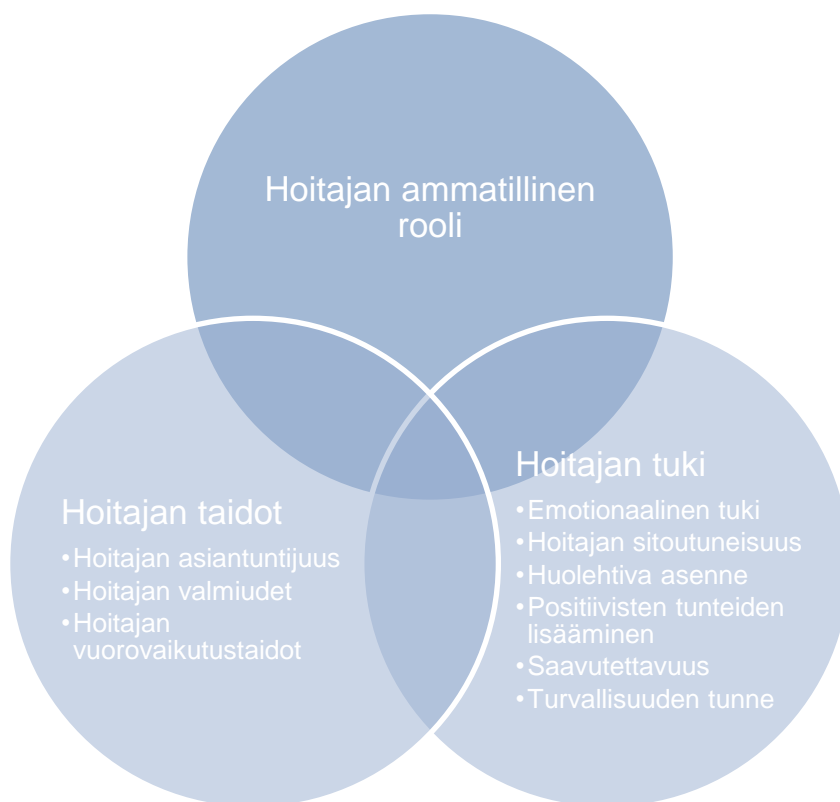 Hoitajan ammatillinen
rooli
Hoitajan taidot
•Hoitajan asiantuntijuus
•Hoitajan valmiudet
•Hoitajan
vuorovaikutustaidot
Hoitajan tuki
•Emotionaalinen tuki
•Hoitajan sitoutuneisuus
•Huolehtiva asenne
•Positiivisten tunteiden
lisääminen
•Saavutettavuus
•Turvallisuuden tunne